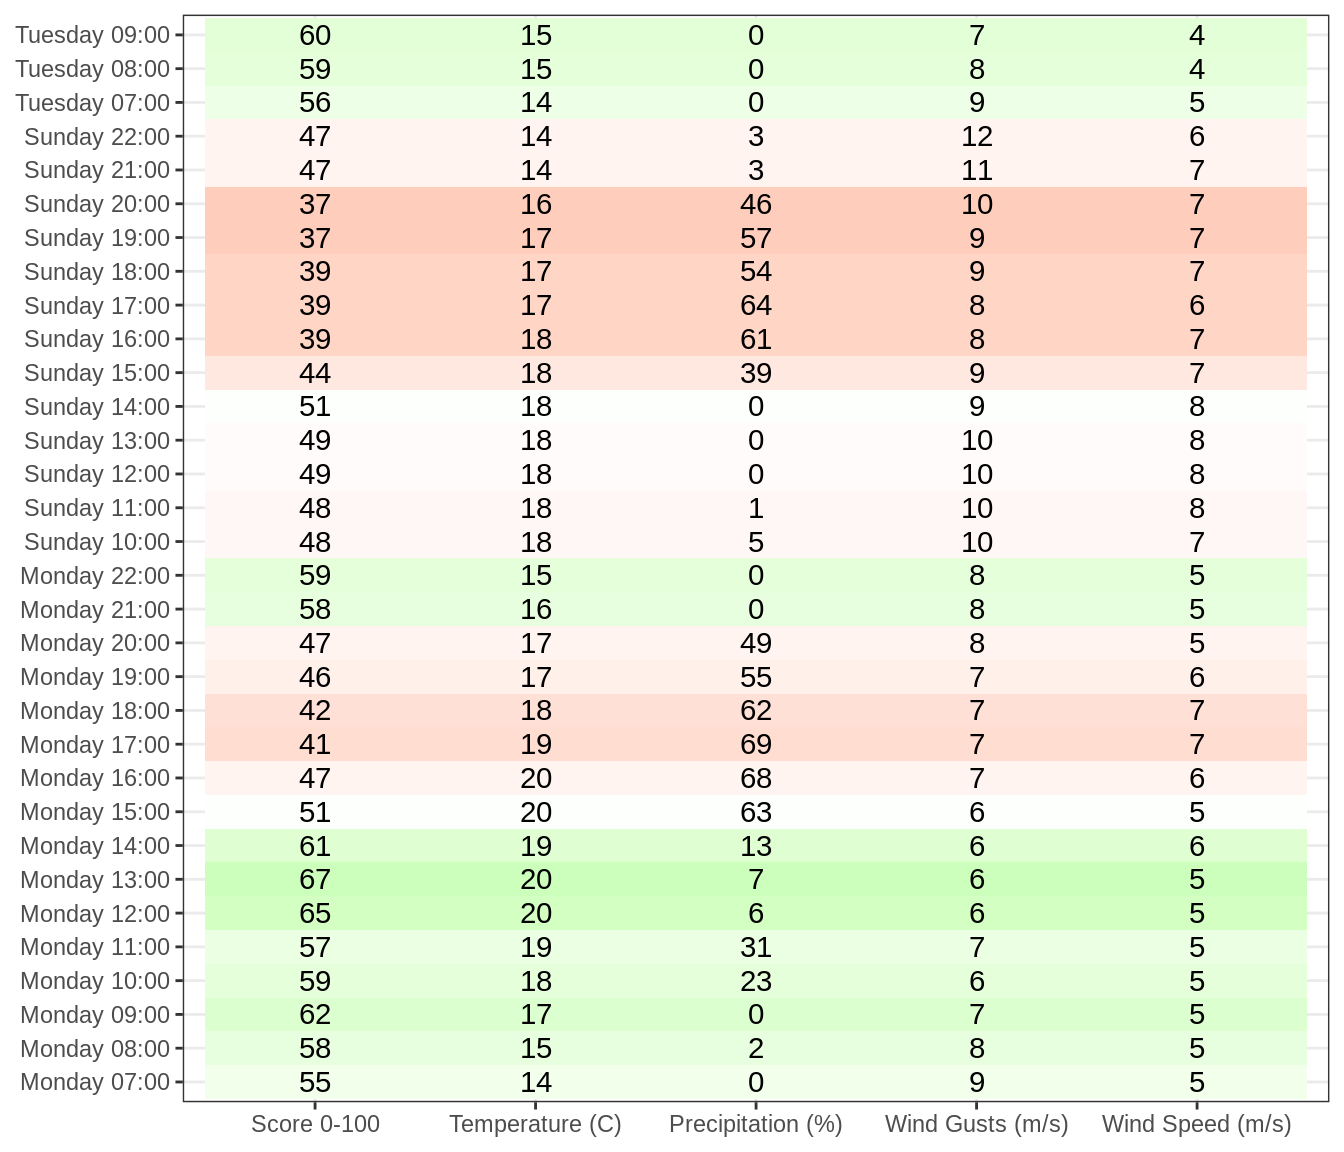 Tuesday 09:00 60 15 0 7 4
Tuesday 08:00 59 15 0 8 4
Tuesday 07:00 56 14 0 9 5
Sunday 22:00 47 14 3 12 6
Sunday 21:00 47 14 3 11 7
Sunday 20:00 37 16 46 10 7
Sunday 19:00 37 17 57 9 7
Sunday 18:00 39 17 54 9 7
Sunday 17:00 39 17 64 8 6
Sunday 16:00 39 18 61 8 7
Sunday 15:00 44 18 39 9 7
Sunday 14:00 51 18 0 9 8
Sunday 13:00 49 18 0 10 8
Sunday 12:00 49 18 0 10 8
Sunday 11:00 48 18 1 10 8
Sunday 10:00 48 18 5 10 7
Monday 22:00 59 15 0 8 5
Monday 21:00 58 16 0 8 5
Monday 20:00 47 17 49 8 5
Monday 19:00 46 17 55 7 6
Monday 18:00 42 18 62 7 7
Monday 17:00 41 19 69 7 7
Monday 16:00 47 20 68 7 6
Monday 15:00 51 20 63 6 5
Monday 14:00 61 19 13 6 6
Monday 13:00 67 20 7 6 5
Monday 12:00 65 20 6 6 5
Monday 11:00 57 19 31 7 5
Monday 10:00 59 18 23 6 5
Monday 09:00 62 17 0 7 5
Monday 08:00 58 15 2 8 5
Monday 07:00 55 14 0 9 5
Score 0-100 Temperature (C) Precipitation (%) Wind Gusts (m/s) Wind Speed (m/s)